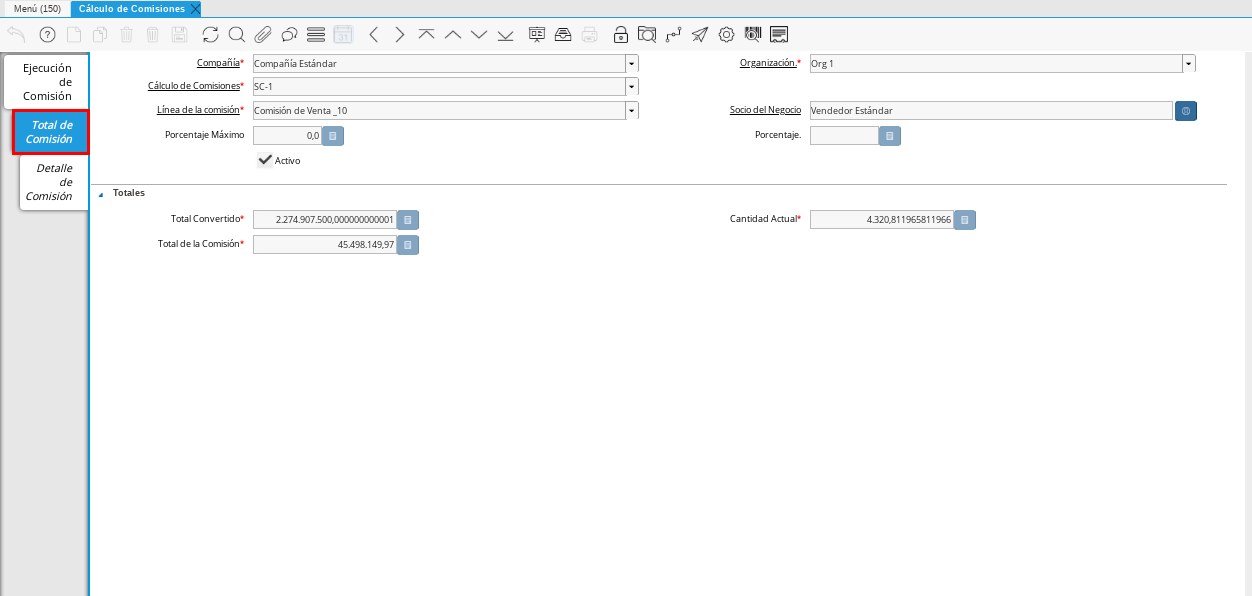 Menú (150)
Cálculo de Comisiones
Ejecución
de
Comisión
Total de
Comisión
Detalle
de
Comisión
Compañía* Compañía Estándar
Organización.* Org 1
Cálculo de Comisiones* SC-1
Línea de la comisión* Comisión de Venta _10
Socio del Negocio Vendedor Estándar
Porcentaje Máximo 0,0
Porcentaje.
Activo
Totales
Total Convertido* 2.274.907.500,000000000001
Cantidad Actual* 4.320,811965811966
Total de la Comisión* 45.498.149,97